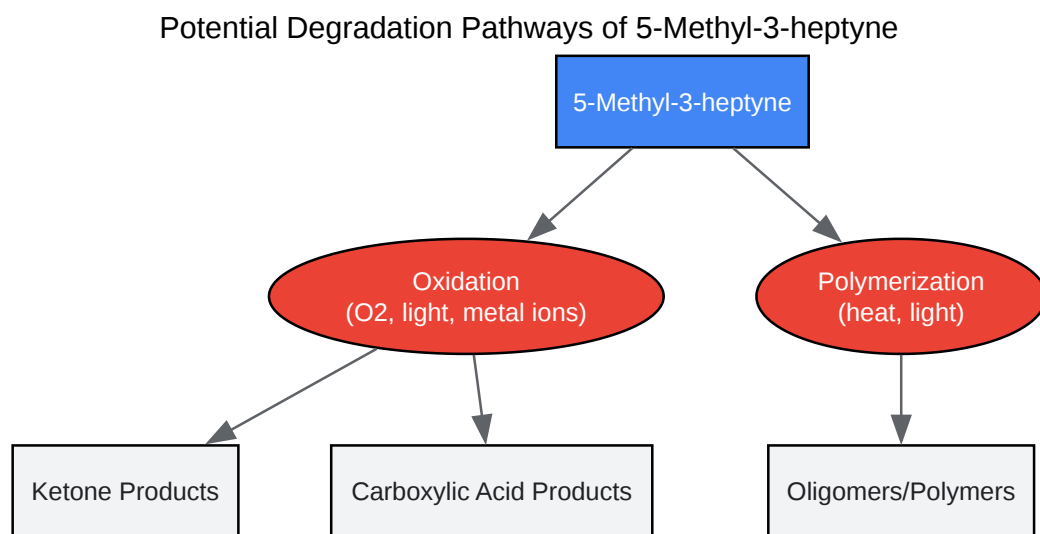 Potential Degradation Pathways of 5-Methyl-3-heptyne
5-Methyl-3-heptyne
Oxidation
(O2, light, metal ions)
Polymerization
(heat, light)
Ketone Products
Carboxylic Acid Products
Oligomers/Polymers